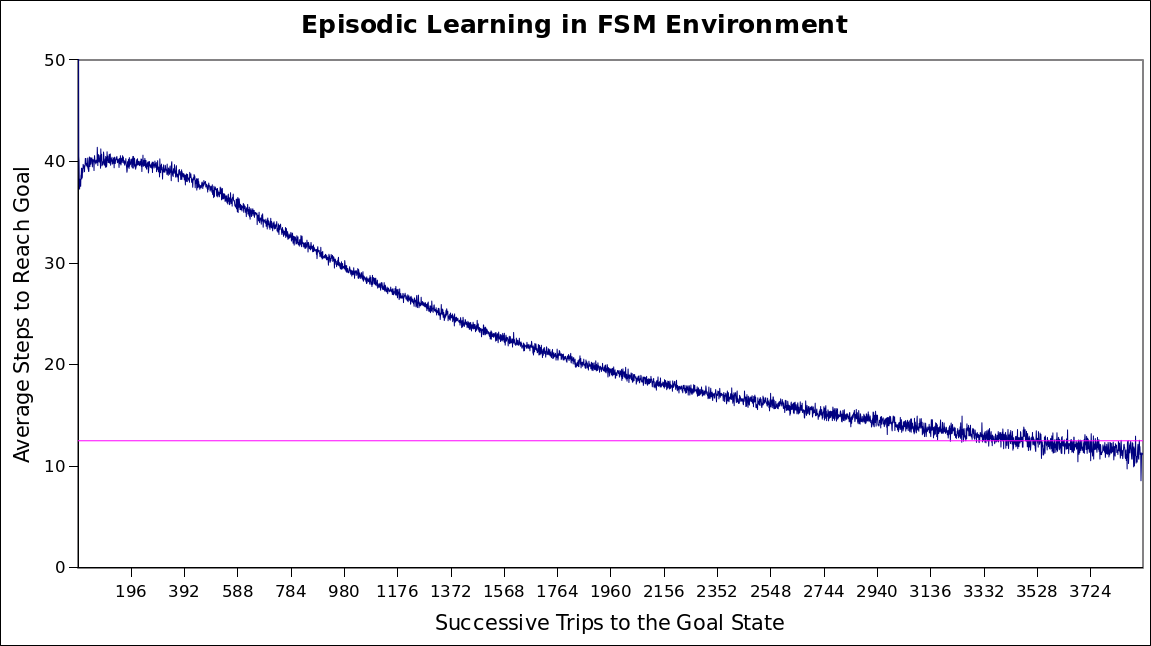 Episodic Learning in FSM Environment
Average Steps to Reach Goal
50
40
30
20
10
0
196 392 588 784 980 1176 1372 1568 1764 1960 2156 2352 2548 2744 2940 3136 3332 3528 3724
Successive Trips to the Goal State